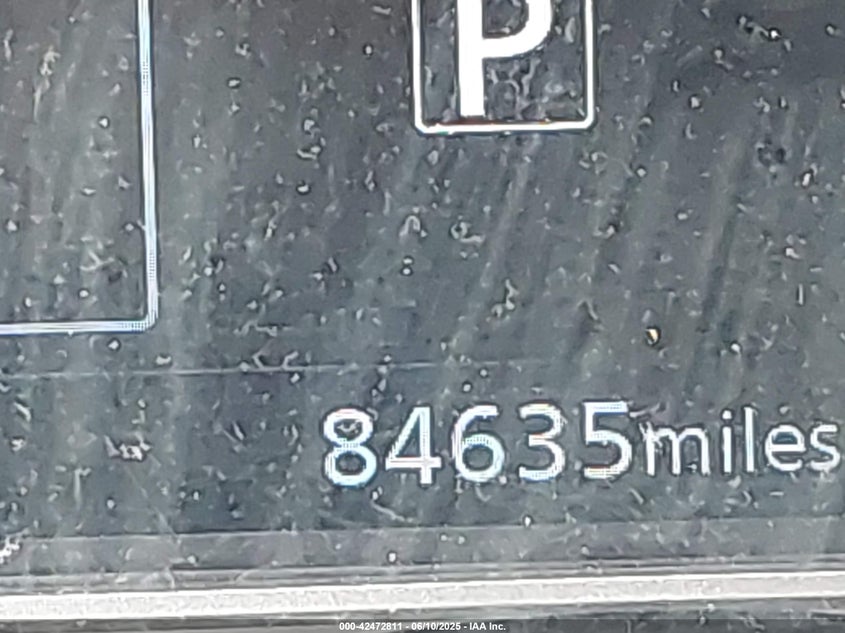 P
84635miles
000-42472811 - 06/10/2025 - IAA Inc.